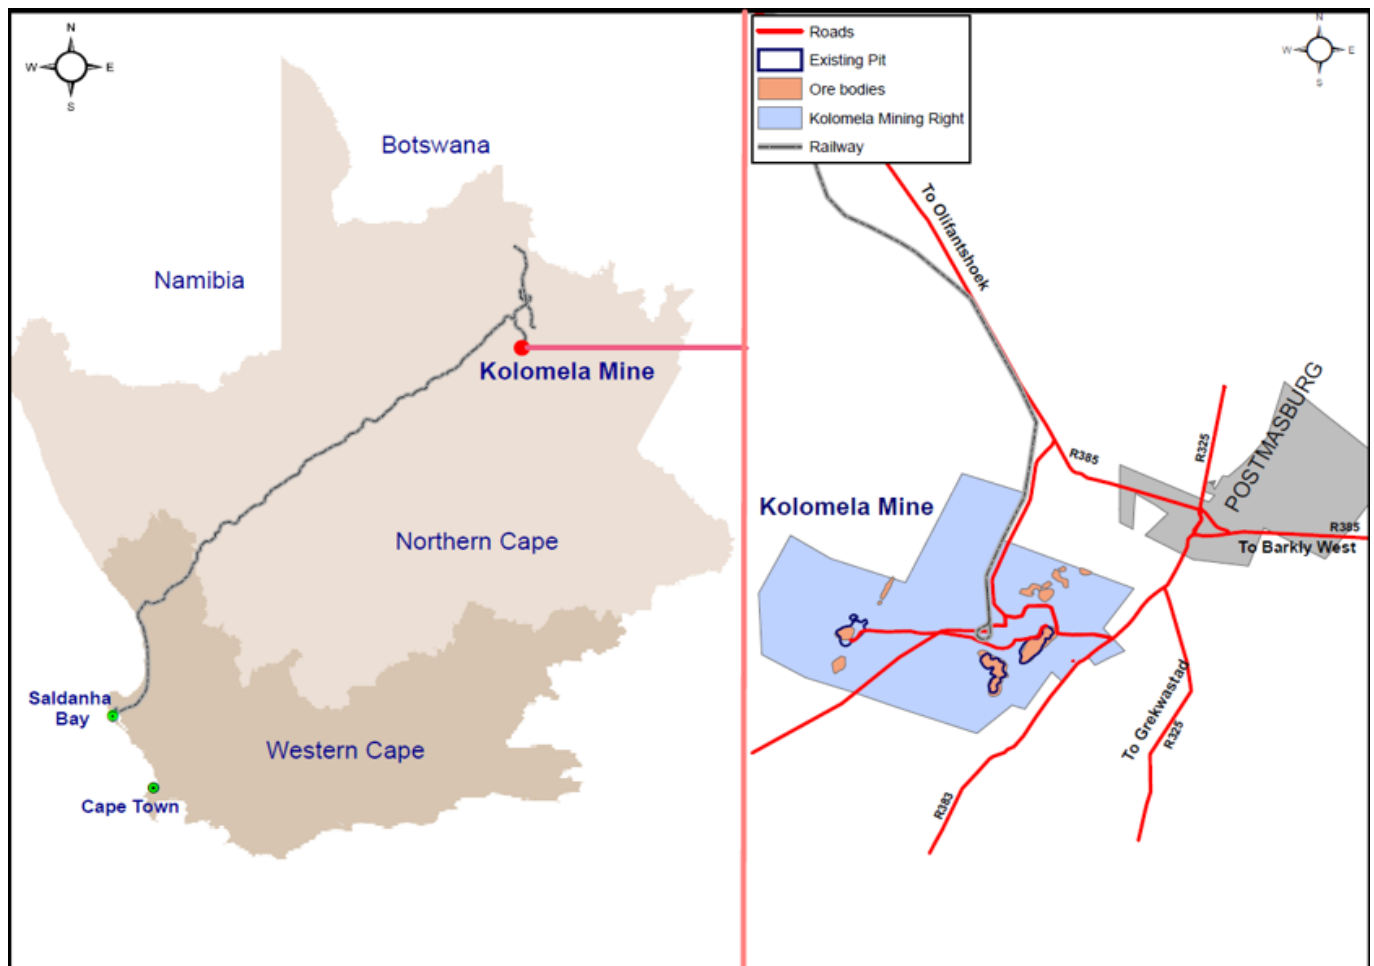 N
W
E
S
Botswana
Namibia
Kolomela Mine
Northern Cape
Saldanha
Bay
Western Cape
Cape Town
Roads
Existing Pit
Ore bodies
Kolomela Mining Right
Railway
N
W
E
S
To Olifantshoek
POSTMASBURG
R325
R385
Kolomela Mine
R385
To Barkly West
To Grekwastad
R325
R383